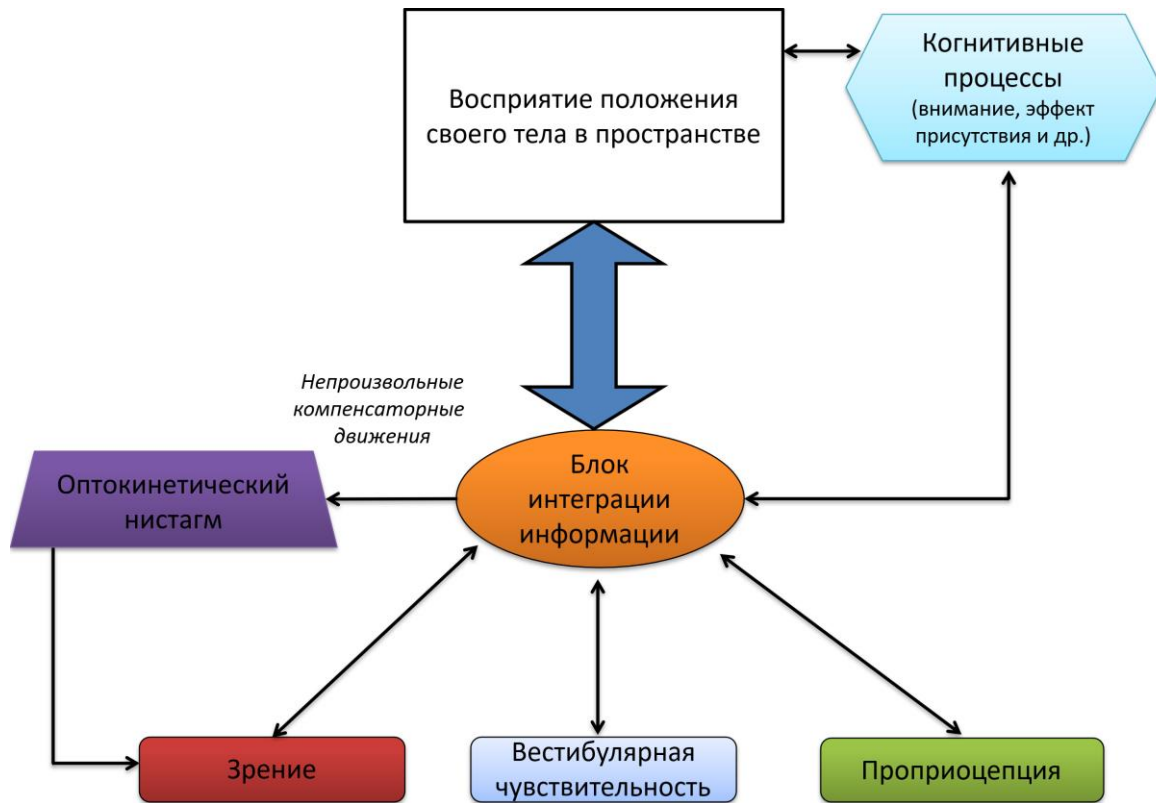 Восприятие положения
своего тела в пространстве
Когнитивные
процессы
(внимание, эффект
присутствия и др.)
Непроизвольные
компенсаторные
движения
Оптокинетический
нистагм
Блок
интеграции
информации
Зрение
Вестибулярная
чувствительность
Проприоцепция